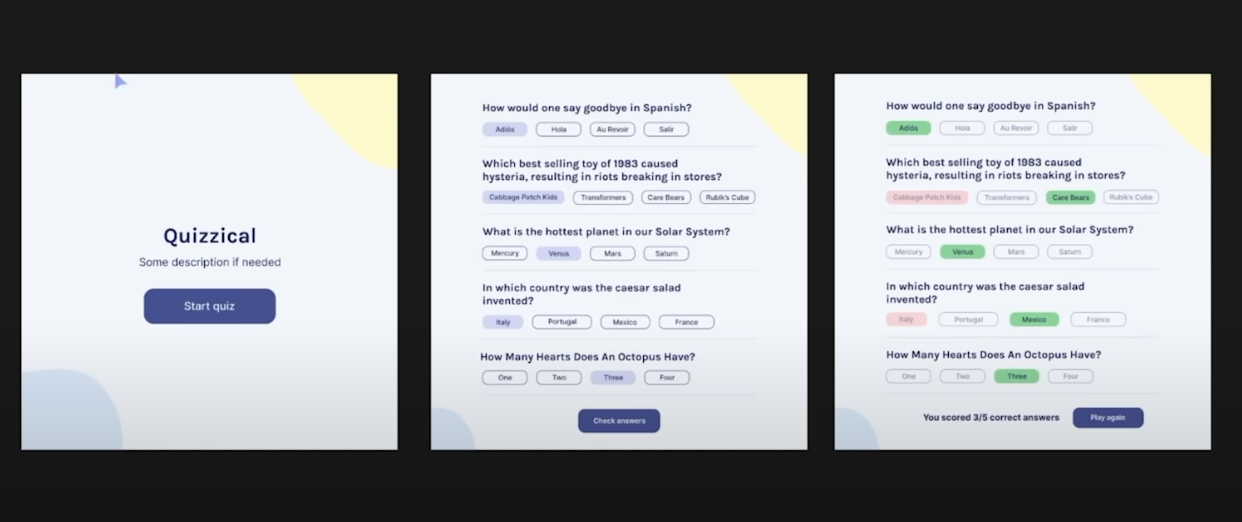 Quizzical
Some description if needed
Start quiz
How would one say goodbye in Spanish?
Adiós Hola Au Revoir Salir
Which best selling toy of 1983 caused
hysteria, resulting in riots breaking in stores?
Cabbage Patch Kids Transformers Care Bears Rubik's Cube
What is the hottest planet in our Solar System?
Mercury Venus Mars Saturn
In which country was the caesar salad
invented?
Italy Portugal Mexico France
How Many Hearts Does An Octopus Have?
One Two Three Four
Check answers
How would one say goodbye in Spanish?
Adiós Hola Au Revoir Salir
Which best selling toy of 1983 caused
hysteria, resulting in riots breaking in stores?
Cabbage Patch Kids Transformers Care Bears Rubik's Cube
What is the hottest planet in our Solar System?
Mercury Venus Mars Saturn
In which country was the caesar salad
invented?
Italy Portugal Mexico France
How Many Hearts Does An Octopus Have?
One Two Three Four
You scored 3/5 correct answers Play again